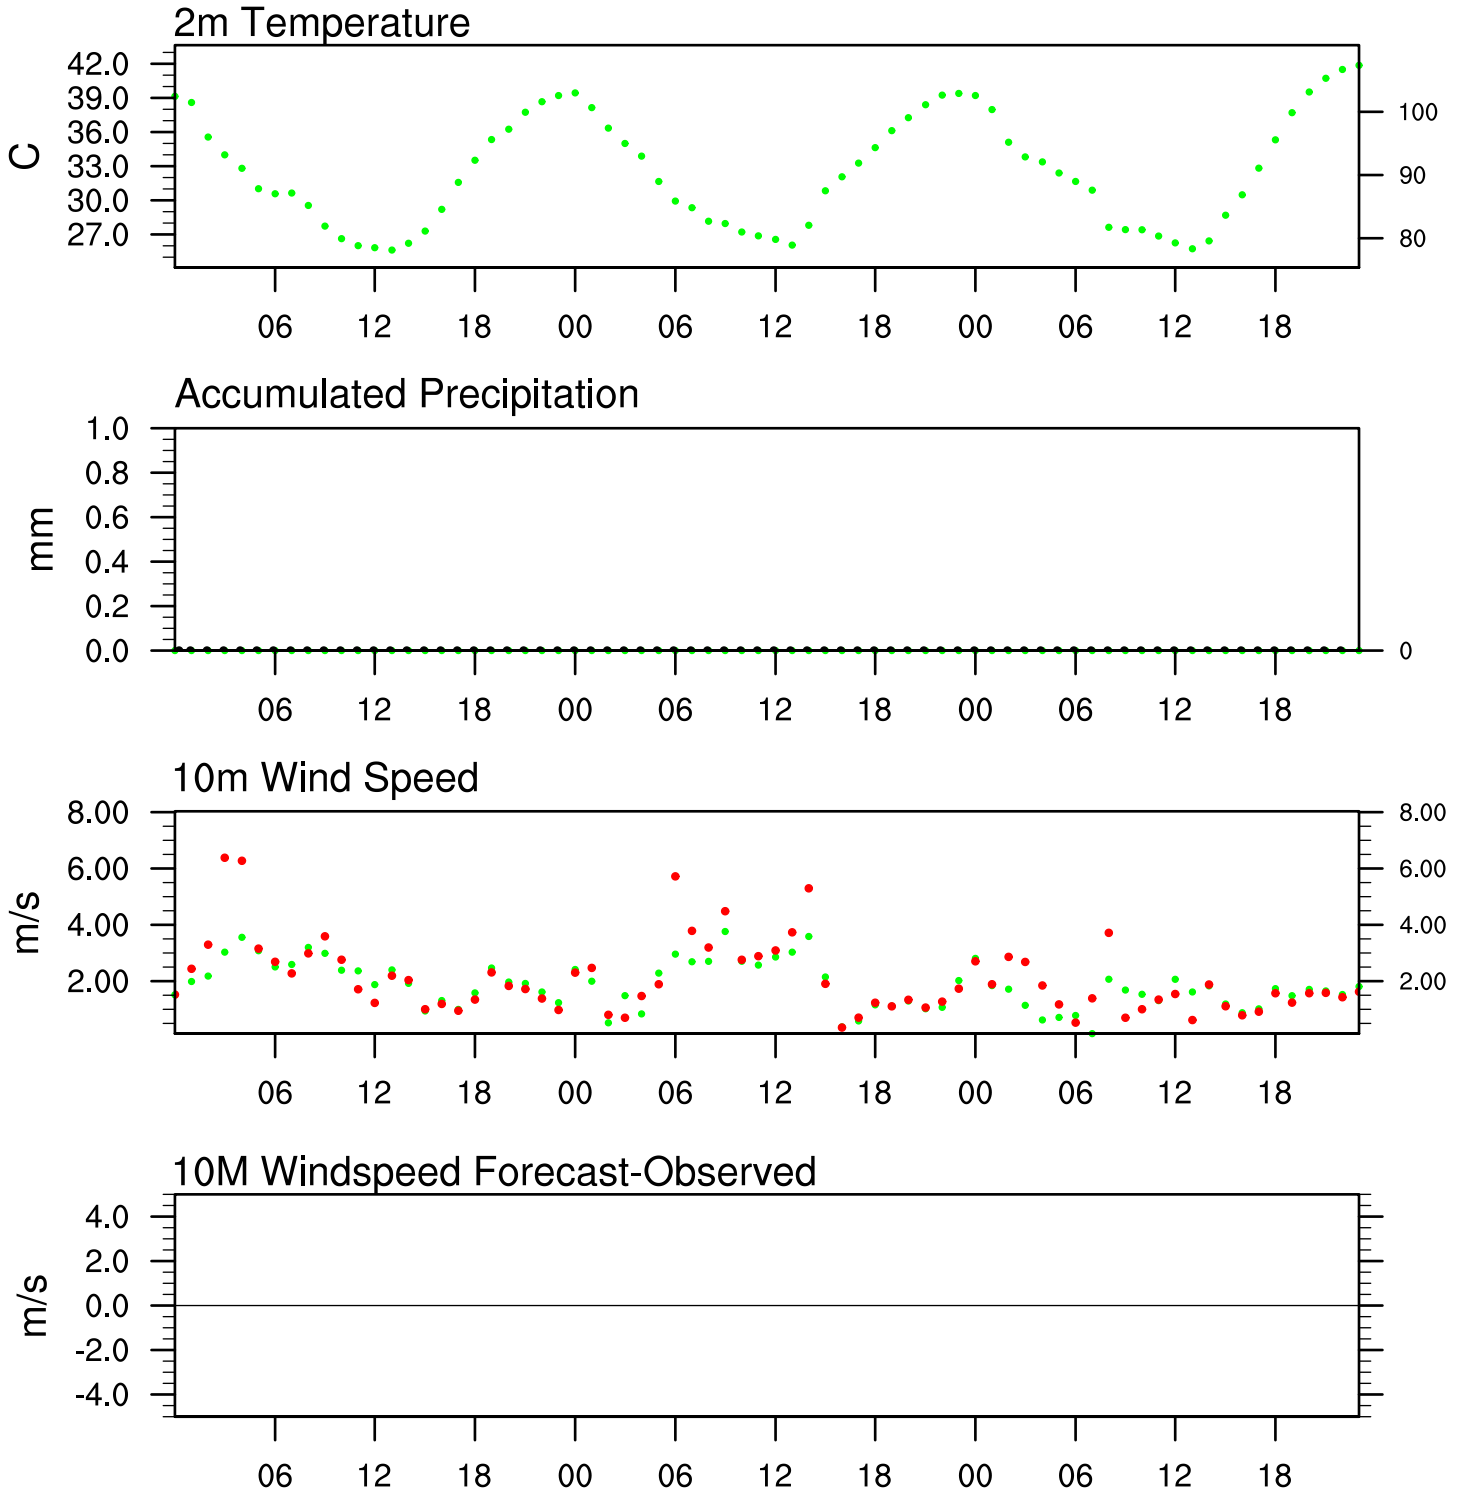 2m Temperature
42.0
39.0
36.0
33.0
30.0
27.0
C
100
90
80
06 12 18 00 06 12 18 00 06 12 18
Accumulated Precipitation
1.0
0.8
0.6
0.4
0.2
0.0
mm
0
06 12 18 00 06 12 18 00 06 12 18
10m Wind Speed
8.00 8.00
6.00 6.00
4.00 4.00
2.00 2.00
m/s
06 12 18 00 06 12 18 00 06 12 18
10M Windspeed Forecast-Observed
4.0
2.0
0.0
-2.0
-4.0
m/s
06 12 18 00 06 12 18 00 06 12 18